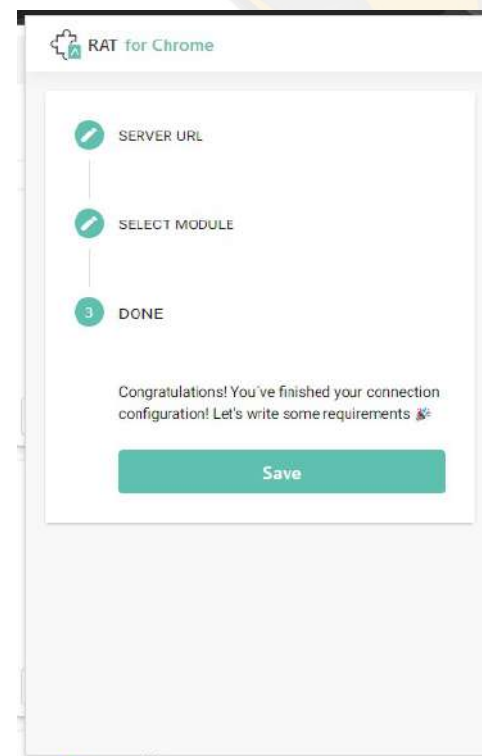 RAT for Chrome
SERVER URL
SELECT MODULE
3 DONE
Congratulations! You´ve finished your connection
configuration! Let's write some requirements 🎉
Save